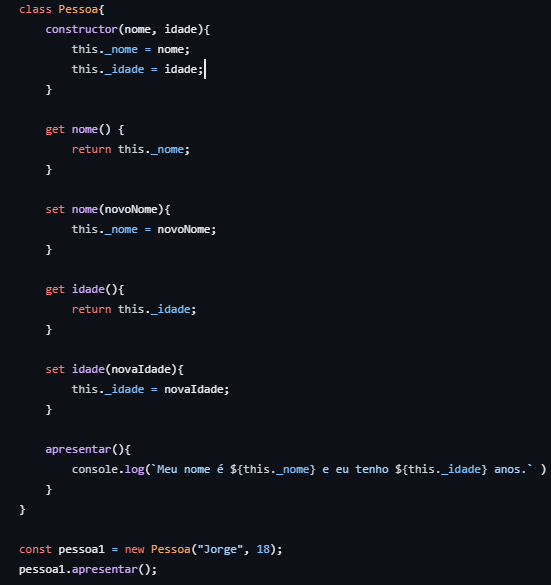 class Pessoa{
    constructor(nome, idade){
        this._nome = nome;
        this._idade = idade;
    }

    get nome() {
        return this._nome;
    }

    set nome(novoNome){
        this._nome = novoNome;
    }

    get idade(){
        return this._idade;
    }

    set idade(novaIdade){
        this._idade = novaIdade;
    }

    apresentar(){
        console.log(`Meu nome é ${this._nome} e eu tenho ${this._idade} anos.` )
    }
}

const pessoa1 = new Pessoa("Jorge", 18);
pessoa1.apresentar();